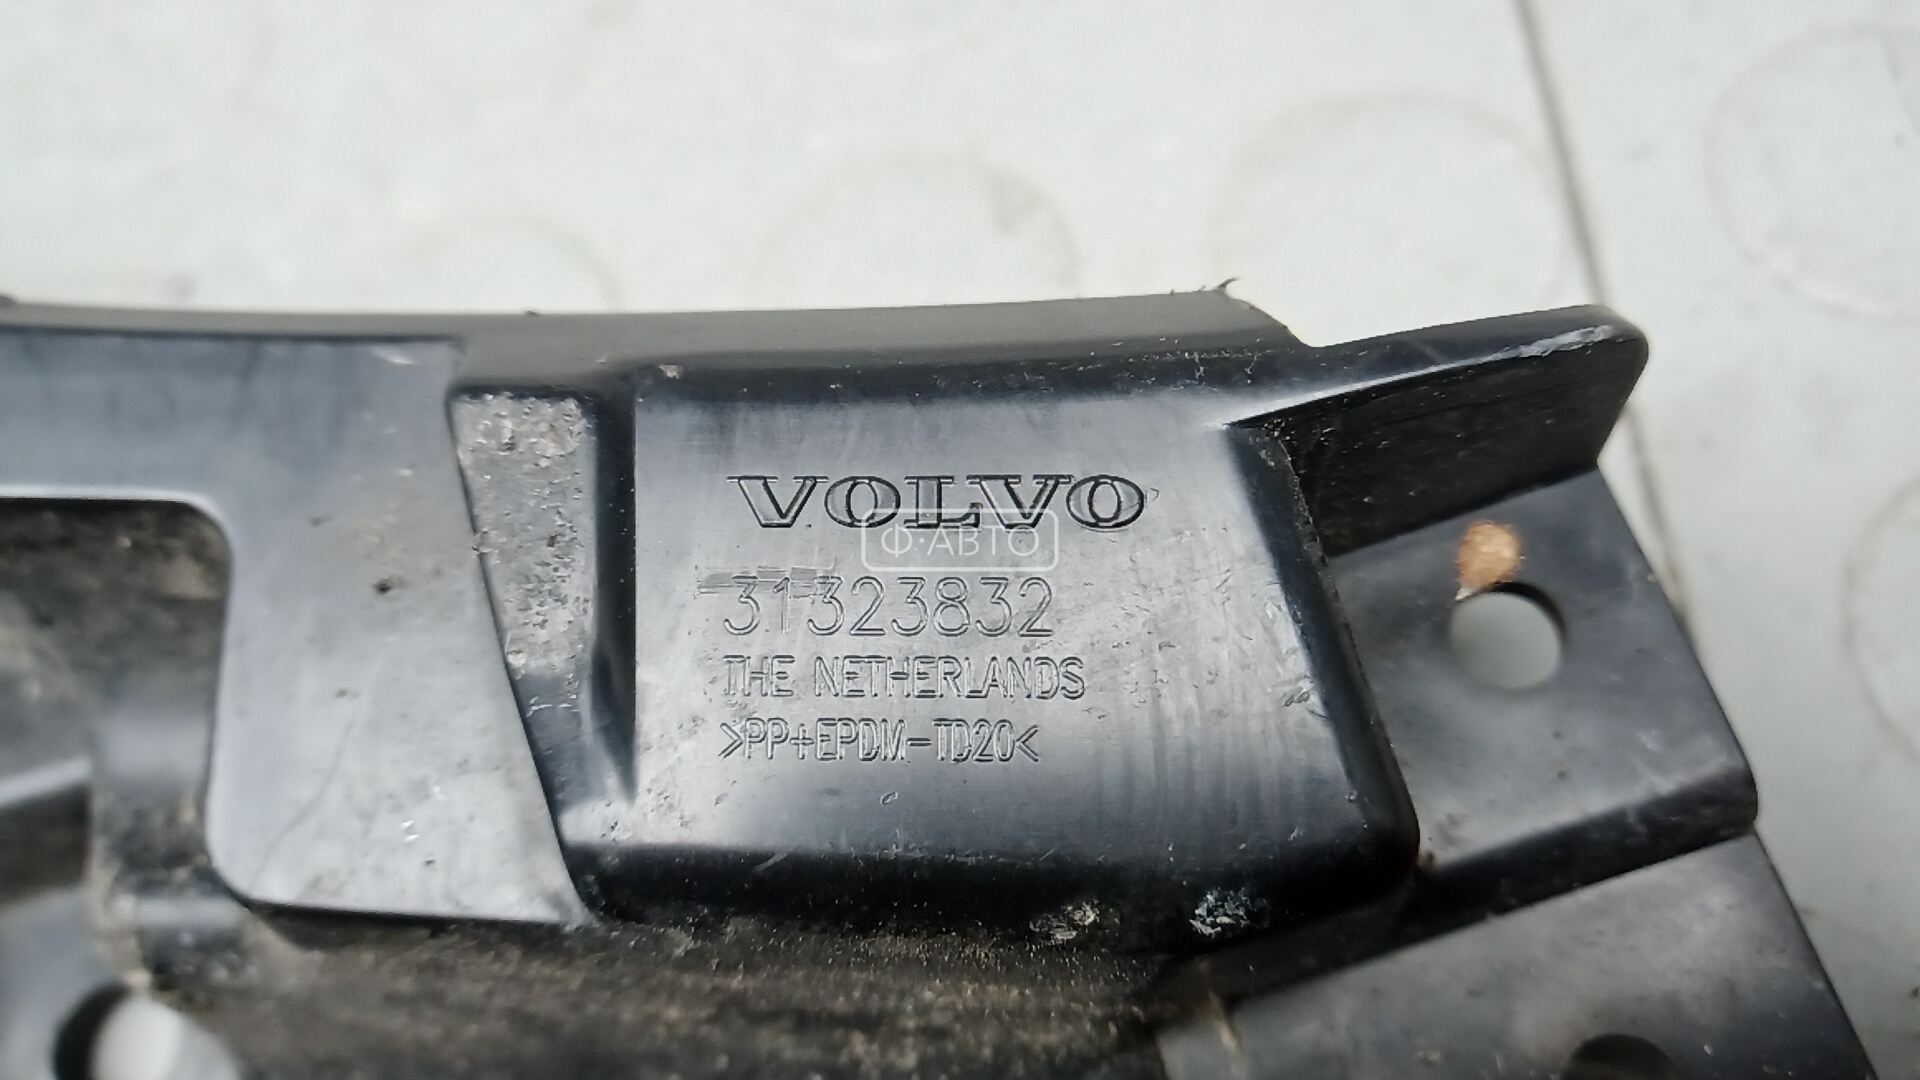 VOLVO
Ф·АВТО
31323832
THE NETHERLANDS
>PP+EPDM-TD20<